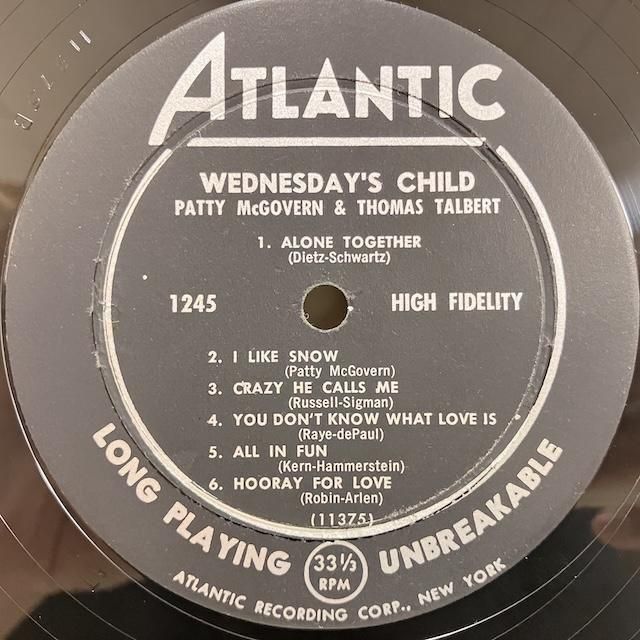 ATLANTIC
WEDNESDAY'S CHILD
PATTY McGOVERN & THOMAS TALBERT
1. ALONE TOGETHER
(Dietz-Schwartz)
1245 HIGH FIDELITY
2. I LIKE SNOW
(Patty McGovern)
3. CRAZY HE CALLS ME
(Russell-Sigman)
4. YOU DON'T KNOW WHAT LOVE IS
(Raye-dePaul)
5. ALL IN FUN
(Kern-Hammerstein)
6. HOORAY FOR LOVE
(Robin-Arlen)
(11375)
LONG PLAYING 33⅓ RPM UNBREAKABLE
ATLANTIC RECORDING CORP., NEW YORK